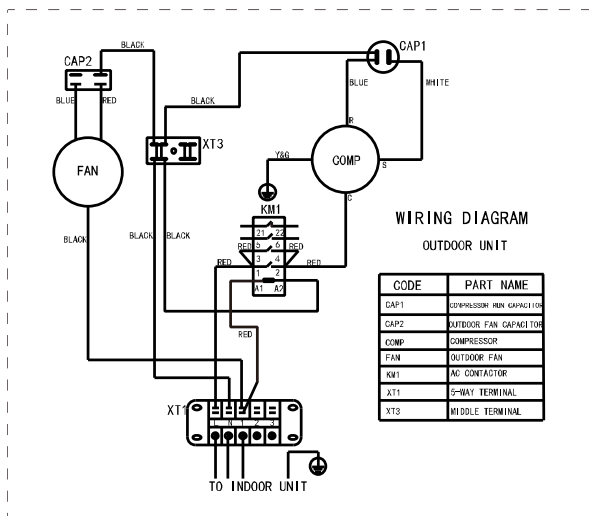 BLACK
CAP2
CAP1
BLUE
RED
BLACK
BLUE
WHITE
R
XT3
FAN
Y&G
COMP
S
C
KM1
21 22
RED 5 6 RED
3 4
RED
RED
1 2
A1 A2
BLACK
BLACK
BLACK
RED
WIRING DIAGRAM
OUTDOOR UNIT
CODE PART NAME
CAP1 COMPRESSOR RUN CAPACITOR
CAP2 OUTDOOR FAN CAPACITOR
COMP COMPRESSOR
FAN OUTDOOR FAN
KM1 AC CONTACTOR
XT1 5-WAY TERMINAL
XT3 MIDDLE TERMINAL
XT1
L N 1 2 3
TO INDOOR UNIT